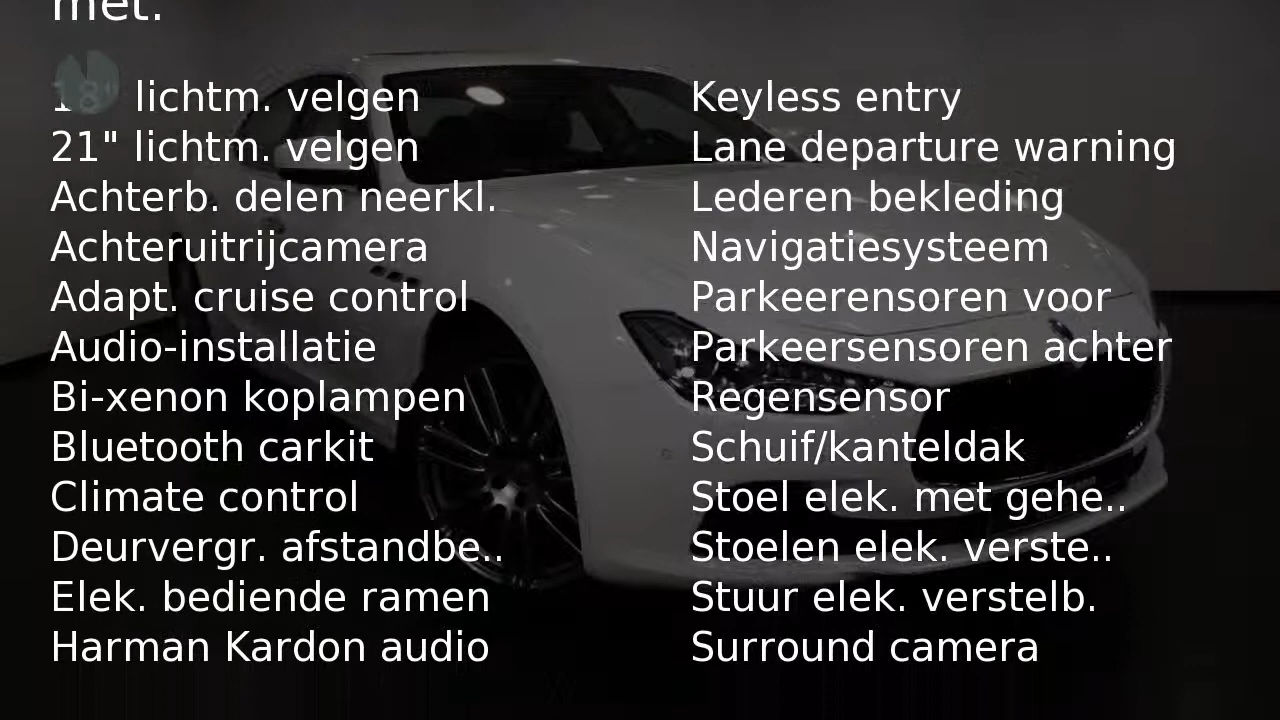 met:
18" lichtm. velgen
21" lichtm. velgen
Achterb. delen neerkl.
Achteruitrijcamera
Adapt. cruise control
Audio-installatie
Bi-xenon koplampen
Bluetooth carkit
Climate control
Deurvergr. afstandbe..
Elek. bediende ramen
Harman Kardon audio
Keyless entry
Lane departure warning
Lederen bekleding
Navigatiesysteem
Parkeerensoren voor
Parkeersensoren achter
Regensensor
Schuif/kanteldak
Stoel elek. met gehe..
Stoelen elek. verste..
Stuur elek. verstelb.
Surround camera